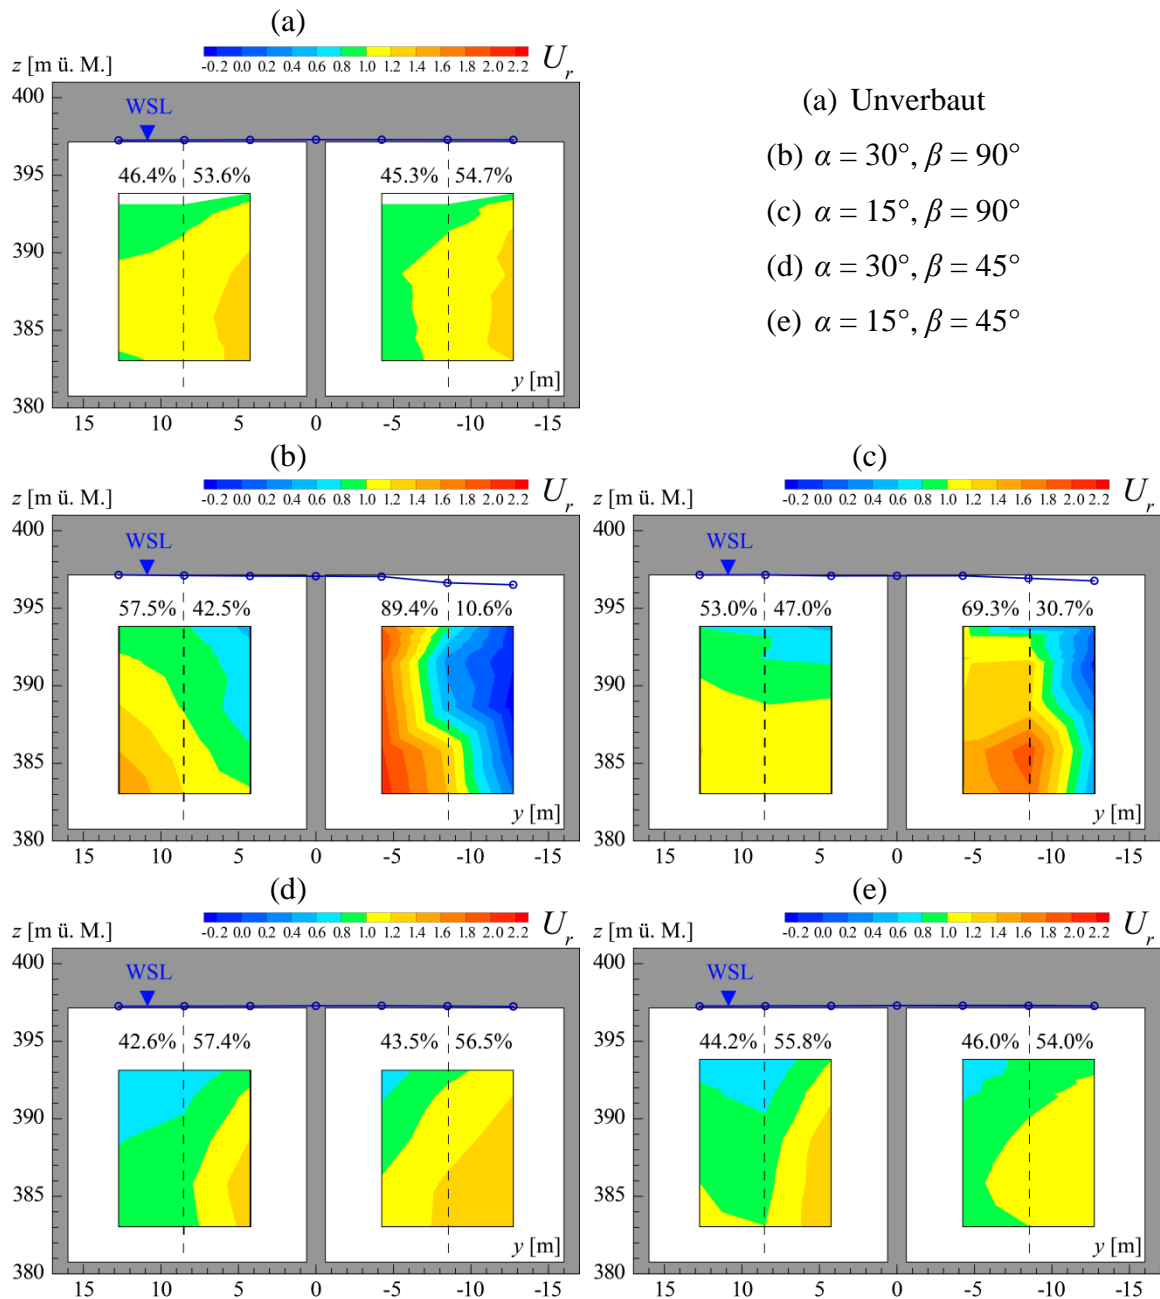 (a)
-0.2 0.0 0.2 0.4 0.6 0.8 1.0 1.2 1.4 1.6 1.8 2.0 2.2 U_r
z [m ü. M.]
400
WSL
395
46.4% 53.6% 45.3% 54.7%
390
385
y [m]
380
15 10 5 0 -5 -10 -15
(a) Unverbaut
(b) α = 30°, β = 90°
(c) α = 15°, β = 90°
(d) α = 30°, β = 45°
(e) α = 15°, β = 45°
(b)
-0.2 0.0 0.2 0.4 0.6 0.8 1.0 1.2 1.4 1.6 1.8 2.0 2.2 U_r
z [m ü. M.]
400
WSL
395
57.5% 42.5% 89.4% 10.6%
390
385
y [m]
380
15 10 5 0 -5 -10 -15
(c)
-0.2 0.0 0.2 0.4 0.6 0.8 1.0 1.2 1.4 1.6 1.8 2.0 2.2 U_r
z [m ü. M.]
400
WSL
395
53.0% 47.0% 69.3% 30.7%
390
385
y [m]
380
15 10 5 0 -5 -10 -15
(d)
-0.2 0.0 0.2 0.4 0.6 0.8 1.0 1.2 1.4 1.6 1.8 2.0 2.2 U_r
z [m ü. M.]
400
WSL
395
42.6% 57.4% 43.5% 56.5%
390
385
y [m]
380
15 10 5 0 -5 -10 -15
(e)
-0.2 0.0 0.2 0.4 0.6 0.8 1.0 1.2 1.4 1.6 1.8 2.0 2.2 U_r
z [m ü. M.]
400
WSL
395
44.2% 55.8% 46.0% 54.0%
390
385
y [m]
380
15 10 5 0 -5 -10 -15